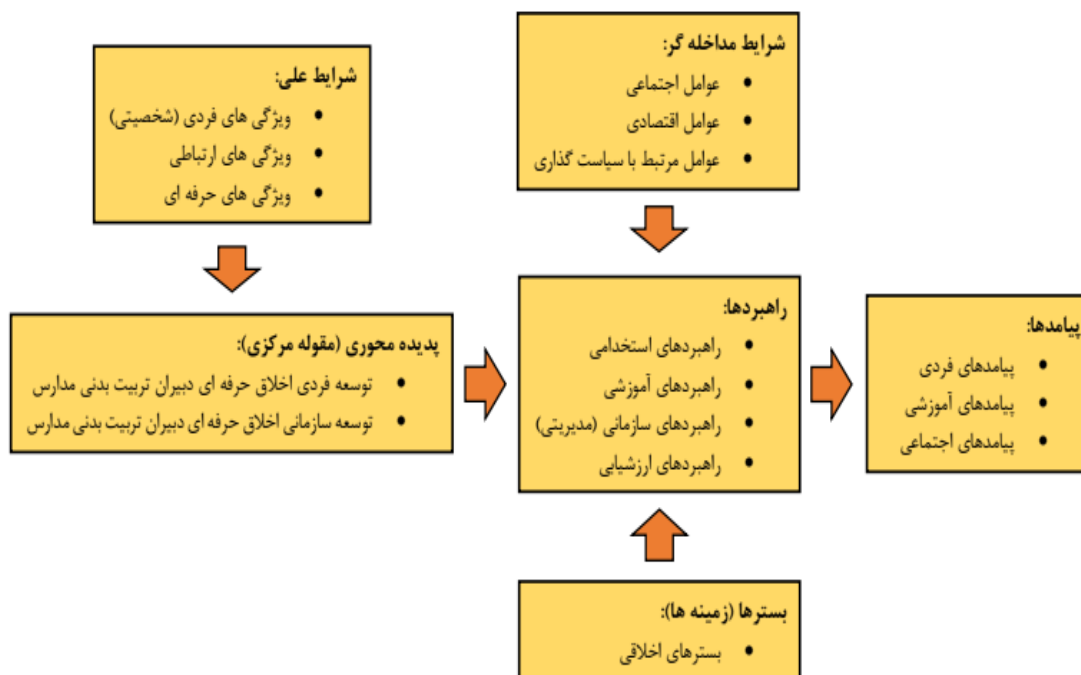 شرایط علی:
ویژگی های فردی (شخصیتی)
ویژگی های ارتباطی
ویژگی های حرفه ای
شرایط مداخله گر:
عوامل اجتماعی
عوامل اقتصادی
عوامل مرتبط با سیاست گذاری
پدیده محوری (مقوله مرکزی):
توسعه فردی اخلاق حرفه ای دبیران تربیت بدنی مدارس
توسعه سازمانی اخلاق حرفه ای دبیران تربیت بدنی مدارس
راهبردها:
راهبردهای استخدامی
راهبردهای آموزشی
راهبردهای سازمانی (مدیریتی)
راهبردهای ارزشیابی
پیامدها:
پیامدهای فردی
پیامدهای آموزشی
پیامدهای اجتماعی
بسترها (زمینه ها):
بسترهای اخلاقی